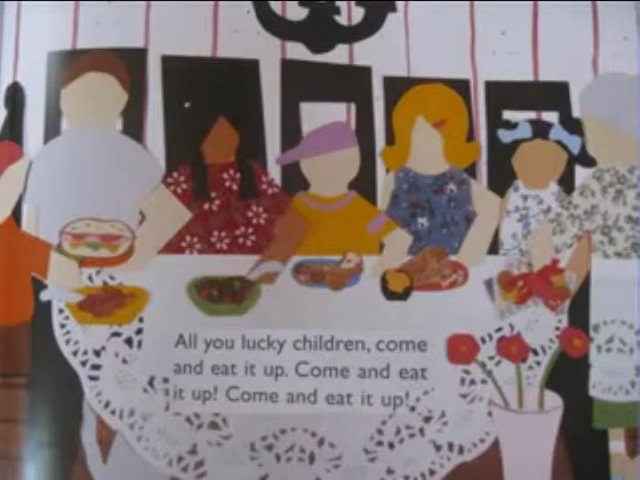 All you lucky children, come
and eat it up. Come and eat
it up! Come and eat it up!